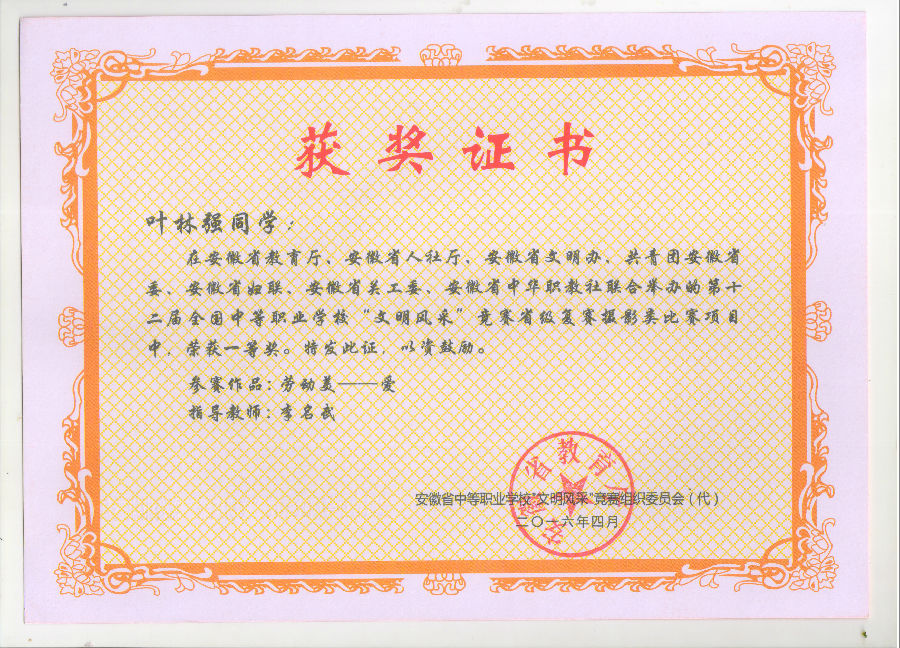 获奖证书
叶林强同学：
在安徽省教育厅、安徽省人社厅、安徽省文明办、共青团安徽省
委、安徽省妇联、安徽省关工委、安徽省中华职教社联合举办的第十
二届全国中等职业学校“文明风采”竞赛省级复赛摄影类比赛项目
中，荣获一等奖。特发此证，以资鼓励。
参赛作品：劳动美——爱
指导教师：李名武
安徽省教育厅
安徽省中等职业学校“文明风采”竞赛组织委员会（代）
二〇一六年四月